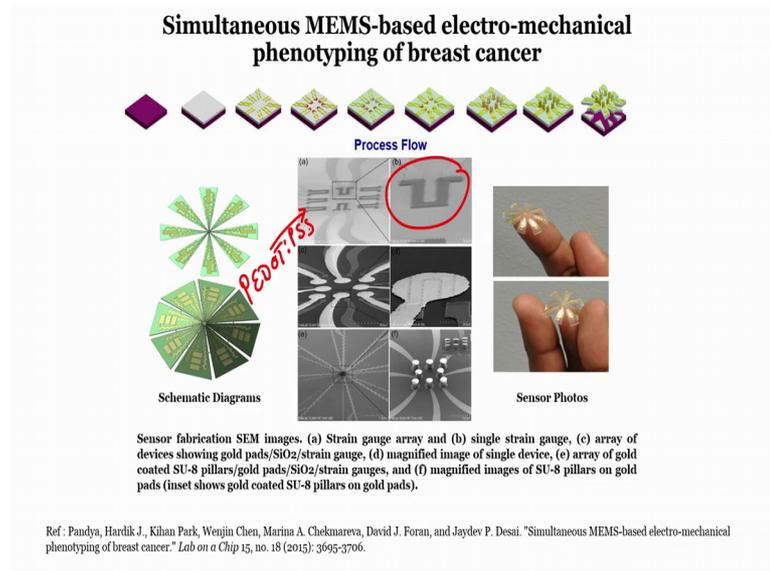 Simultaneous MEMS-based electro-mechanical
phenotyping of breast cancer
Process Flow
(a)
(b)
PEDOT:PSS
(c)
(d)
(e)
(f)
Schematic Diagrams
Sensor Photos
Sensor fabrication SEM images. (a) Strain gauge array and (b) single strain gauge, (c) array of
devices showing gold pads/SiO2/strain gauge, (d) magnified image of single device, (e) array of gold
coated SU-8 pillars/gold pads/SiO2/strain gauges, and (f) magnified images of SU-8 pillars on gold
pads (inset shows gold coated SU-8 pillars on gold pads).
Ref : Pandya, Hardik J., Kihan Park, Wenjin Chen, Marina A. Chekmareva, David J. Foran, and Jaydev P. Desai. "Simultaneous MEMS-based electro-mechanical
phenotyping of breast cancer." Lab on a Chip 15, no. 18 (2015): 3695-3706.